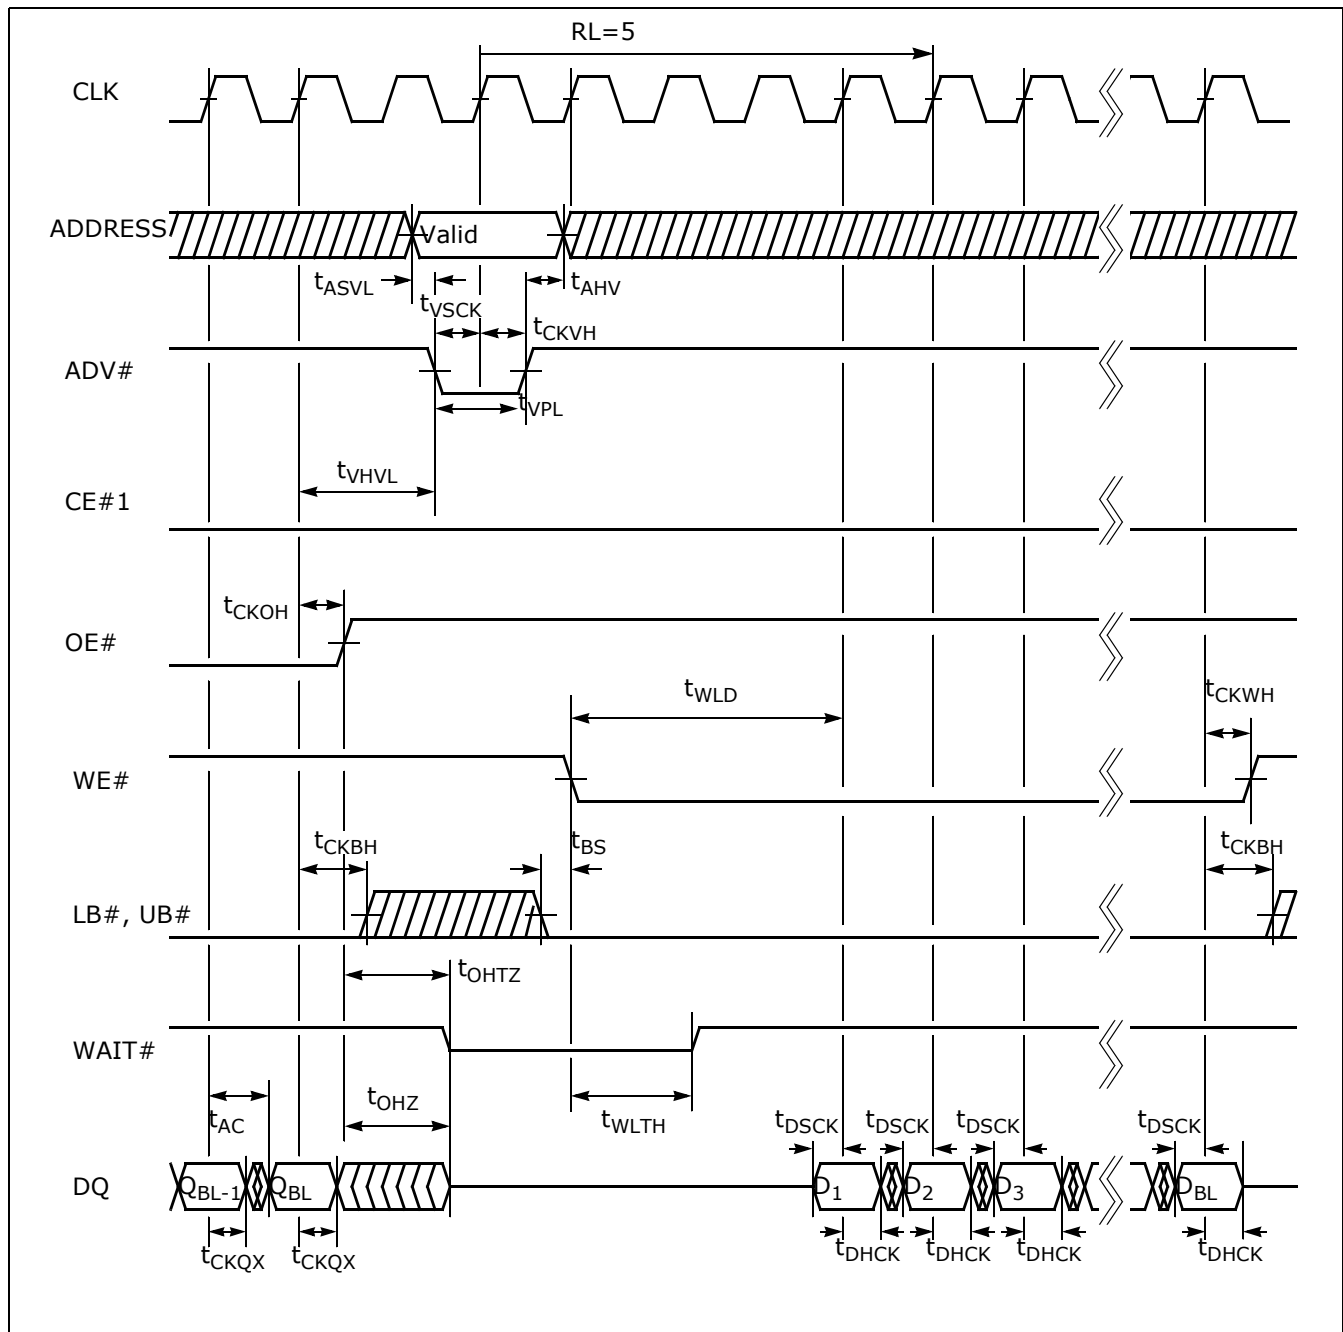 RL=5
CLK
ADDRESS
Valid
tASVL
tAHV
tVSCK
tCKVH
ADV#
tVPL
tVHVL
CE#1
tCKOH
OE#
tWLD
tCKWH
WE#
tCKBH
tBS
tCKBH
LB#, UB#
tOHTZ
WAIT#
tAC
tOHZ
tWLTH
tDSCK
tDSCK
tDSCK
tDSCK
DQ
QBL-1
QBL
D1
D2
D3
DBL
tCKQX
tCKQX
tDHCK
tDHCK
tDHCK
tDHCK